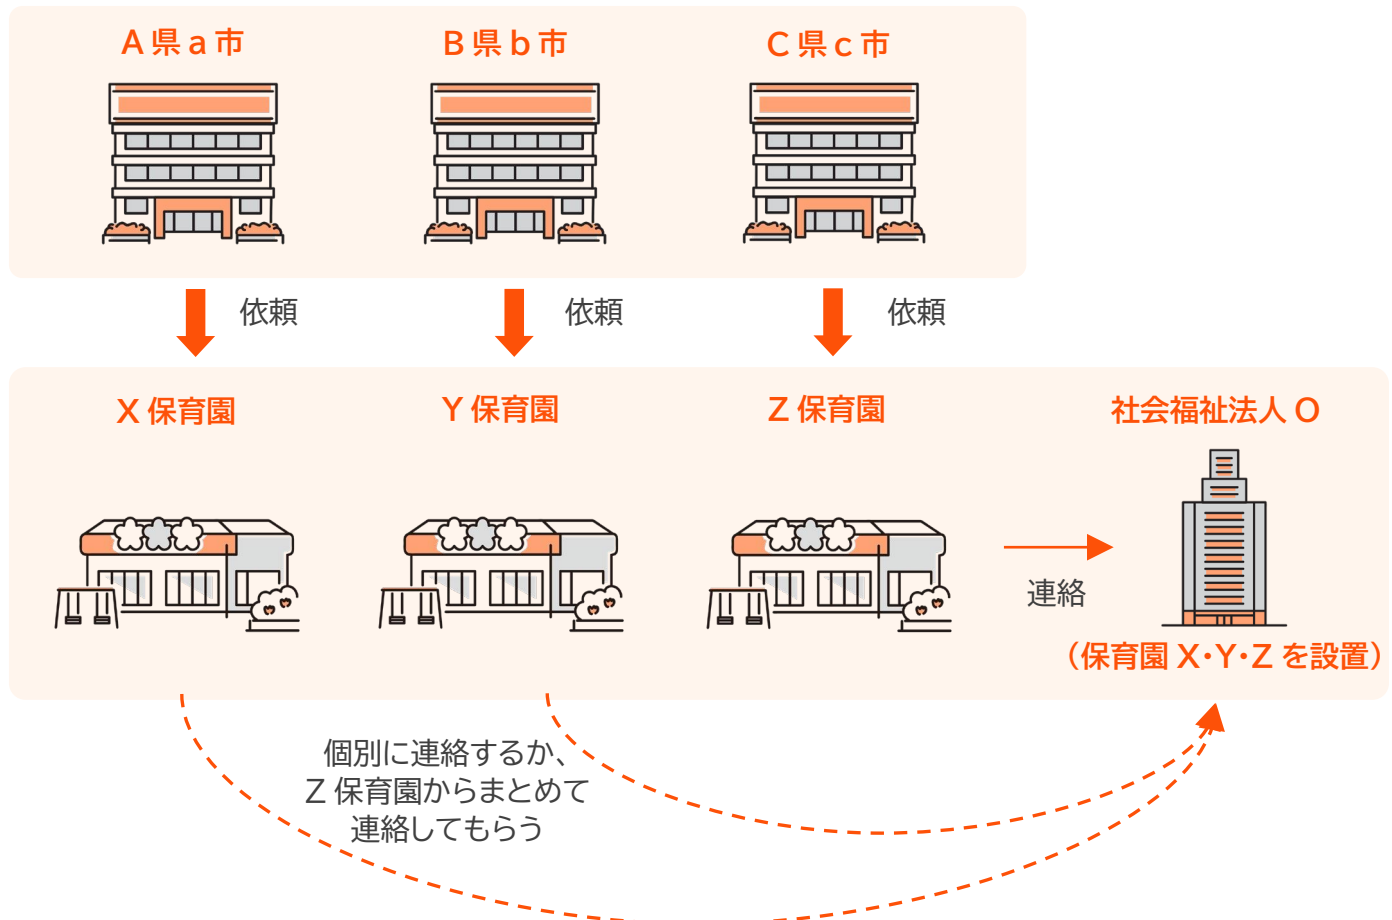 A県a市
B県b市
C県c市
依頼
依頼
依頼
X保育園
Y保育園
Z保育園
社会福祉法人O
連絡
（保育園X・Y・Zを設置）
個別に連絡するか、
Z保育園からまとめて
連絡してもらう